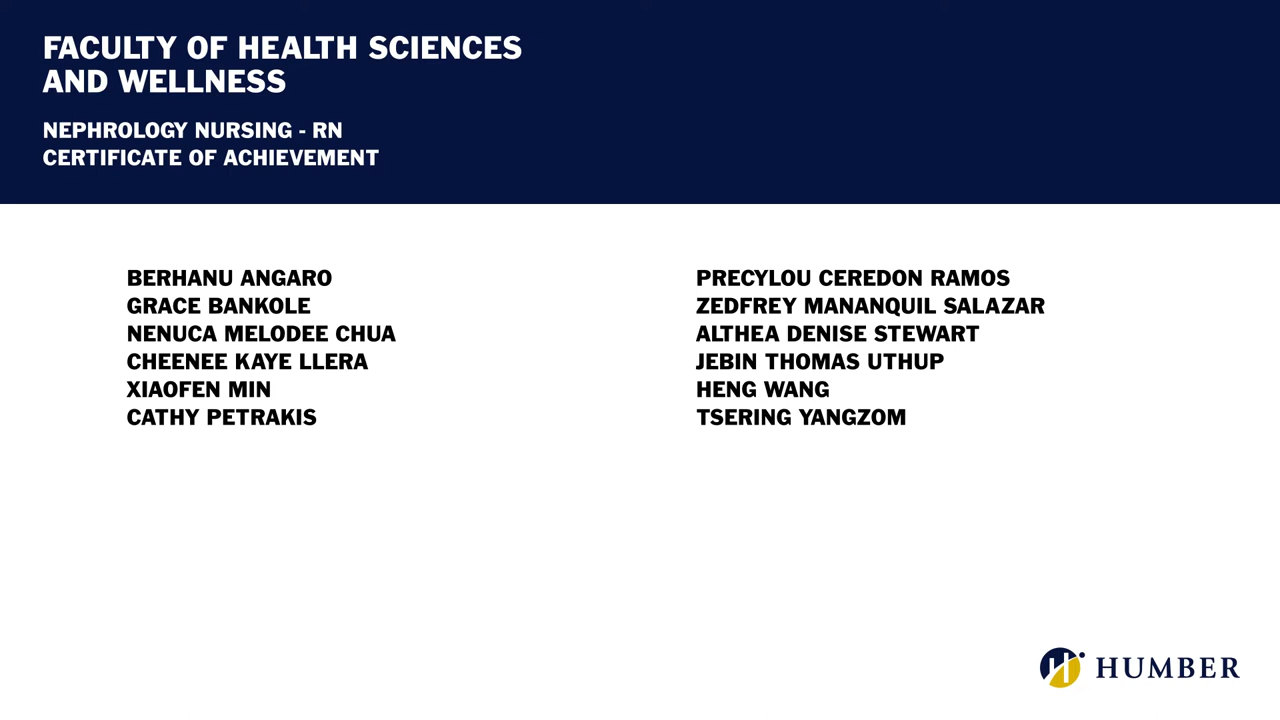 FACULTY OF HEALTH SCIENCES
AND WELLNESS
NEPHROLOGY NURSING - RN
CERTIFICATE OF ACHIEVEMENT
BERHANU ANGARO
GRACE BANKOLE
NENUCA MELODEE CHUA
CHEENEE KAYE LLERA
XIAOFEN MIN
CATHY PETRAKIS
PRECYLOU CEREDON RAMOS
ZEDFREY MANANQUIL SALAZAR
ALTHEA DENISE STEWART
JEBIN THOMAS UTHUP
HENG WANG
TSERING YANGZOM
HUMBER